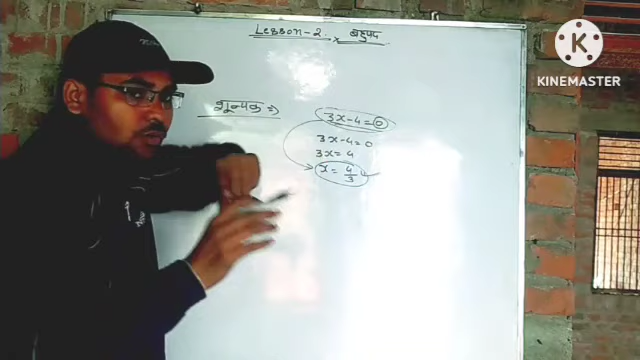 Lesson-2. x बहुपद
शून्यक ⇒
3x-4=0
3x-4=0
3x=4
x=4/3
KINEMASTER